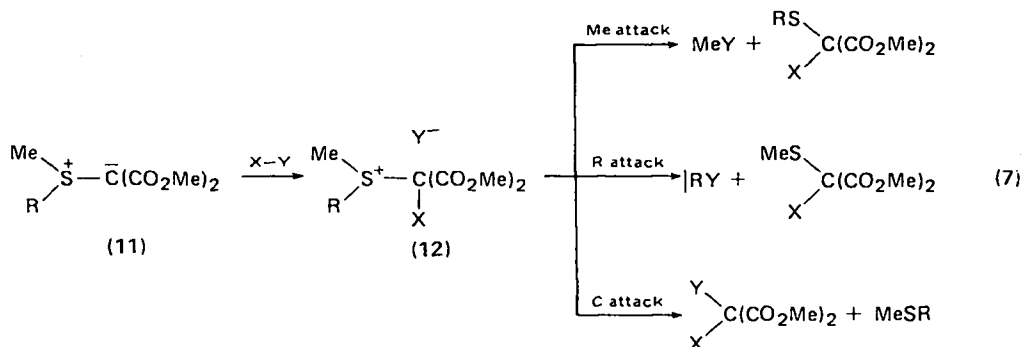 Me attack
MeY + RS
C(CO2Me)2
X
Me
S+ — C̄(CO2Me)2
R
(11)
X–Y
Y−
Me
S+ — C(CO2Me)2
R
X
(12)
R attack
|RY + MeS
C(CO2Me)2
X
(7)
C attack
Y
C(CO2Me)2 + MeSR
X